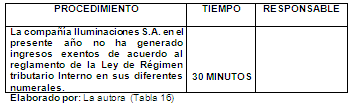 PROCEDIMIENTO TIEMPO RESPONSABLE
La compañía Iluminaciones S.A. en el
presente año no ha generado
ingresos exentos de acuerdo al
reglamento de la Ley de Régimen
tributario Interno en sus diferentes
numerales.
30 MINUTOS
Elaborado por: La autora (Tabla 16)